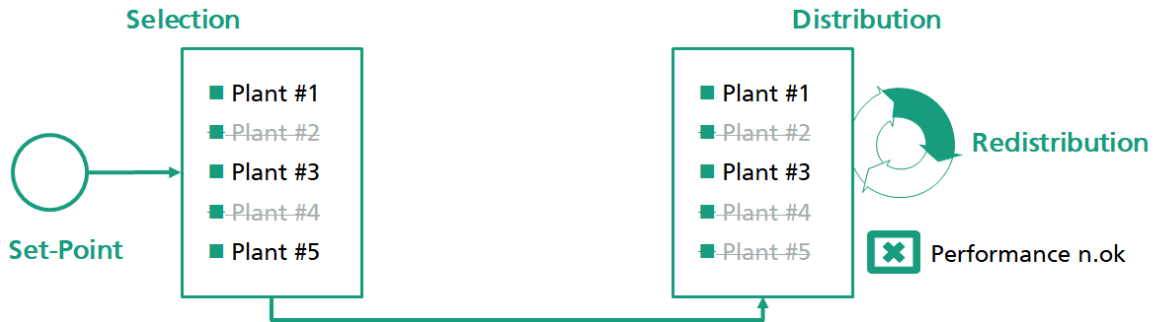 Selection
Distribution
Plant #1
Plant #2
Plant #3
Plant #4
Plant #5
Plant #1
Plant #2
Plant #3
Plant #4
Plant #5
Set-Point
Redistribution
Performance n.ok